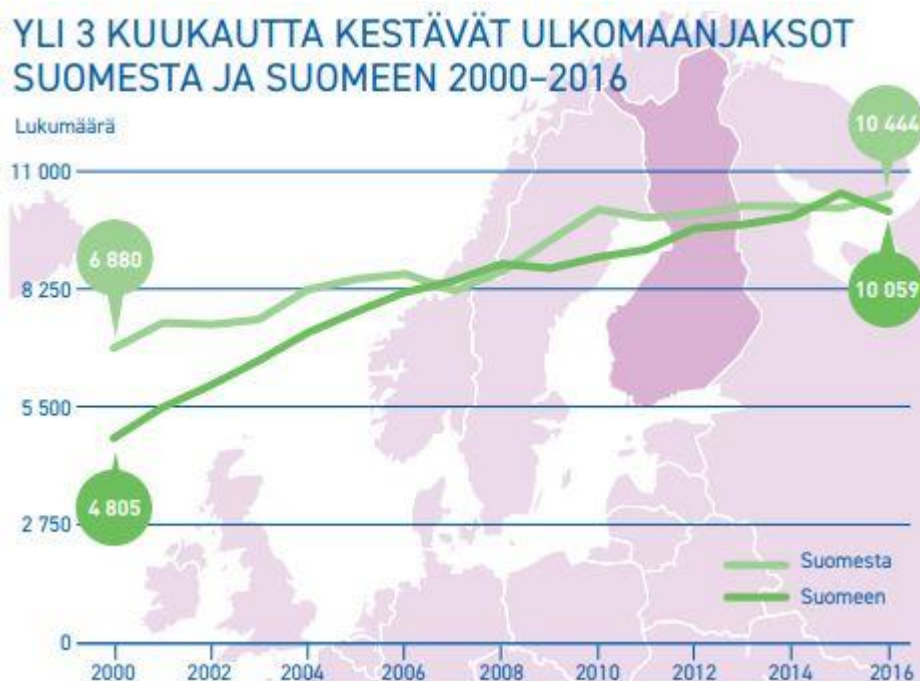 YLI 3 KUUKAUTTA KESTÄVÄT ULKOMAANJAKSOT
SUOMESTA JA SUOMEEN 2000–2016
Lukumäärä
10 444
11 000
6 880
8 250
10 059
5 500
4 805
2 750
Suomesta
Suomeen
0
2000 2002 2004 2006 2008 2010 2012 2014 2016